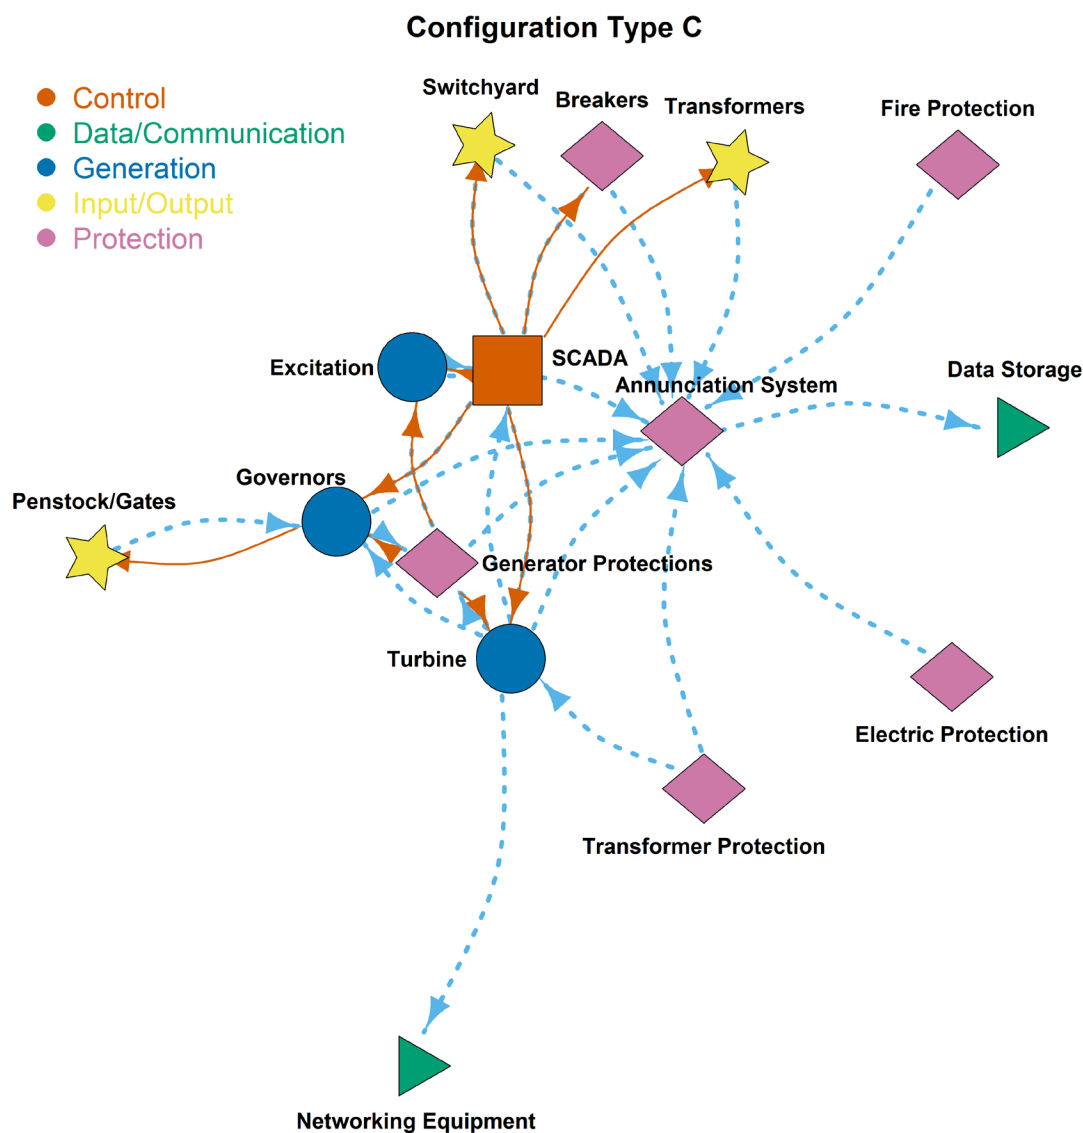 Configuration Type C
Control
Data/Communication
Generation
Input/Output
Protection
Switchyard
Breakers
Transformers
Fire Protection
Excitation
SCADA
Annunciation System
Data Storage
Governors
Penstock/Gates
Generator Protections
Turbine
Electric Protection
Transformer Protection
Networking Equipment